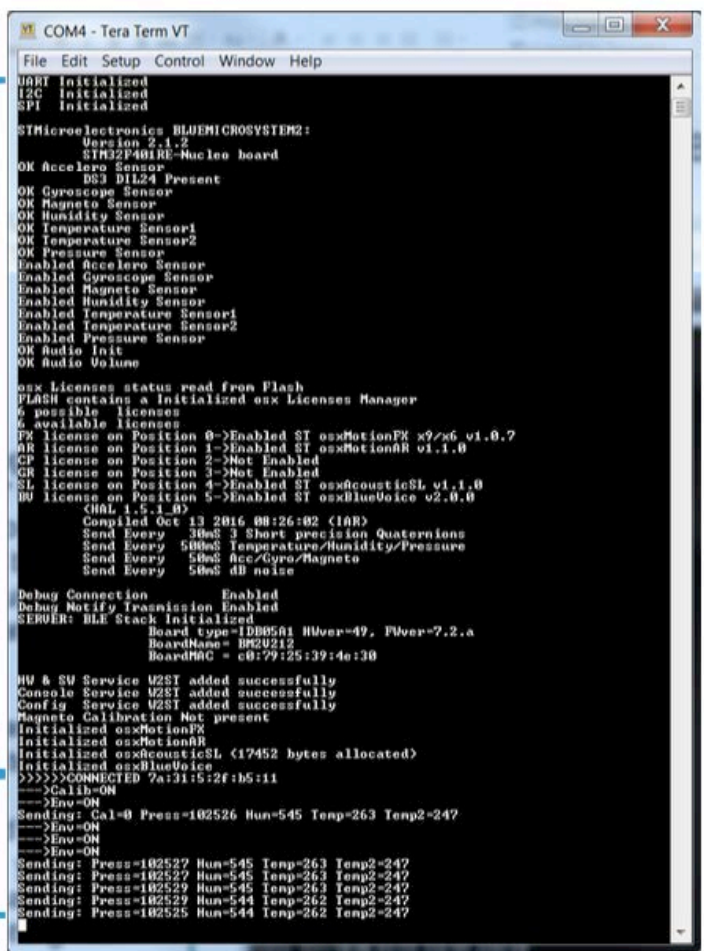 COM4 - Tera Term VT
File Edit Setup Control Window Help
UART Initialized
I2C Initialized
SPI Initialized
STMicroelectronics BLUEMICROSYSTEM2:
Version 2.1.2
STM32F401RE-Nucleo board
OK Accelero Sensor
DS3 DIL24 Present
OK Gyroscope Sensor
OK Magneto Sensor
OK Humidity Sensor
OK Temperature Sensor1
OK Temperature Sensor2
OK Pressure Sensor
Enabled Accelero Sensor
Enabled Gyroscope Sensor
Enabled Magneto Sensor
Enabled Humidity Sensor
Enabled Temperature Sensor1
Enabled Temperature Sensor2
Enabled Pressure Sensor
OK Audio Init
OK Audio Volume
osx Licenses status read from Flash
FLASH contains a Initialized osx Licenses Manager
6 possible licenses
6 available licenses
FX license on Position 0->Enabled ST osxMotionFX x9/x6 v1.0.7
AR license on Position 1->Enabled ST osxMotionAR v1.1.0
CP license on Position 2->Not Enabled
GR license on Position 3->Not Enabled
SL license on Position 4->Enabled ST osxAcousticSL v1.1.0
BV license on Position 5->Enabled ST osxBlueVoice v2.0.0
(HAL 1.5.1_0)
Compiled Oct 13 2016 08:26:02 (IAR)
Send Every 30mS 3 Short precision Quaternions
Send Every 500mS Temperature/Humidity/Pressure
Send Every 50mS Acc/Gyro/Magneto
Send Every 50mS dB noise
Debug Connection Enabled
Debug Notify Trasmission Enabled
SERVER: BLE Stack Initialized
Board type=IDB05A1 HWver=49, FWver=7.2.a
BoardName= BM2V212
BoardMAC = c0:79:25:39:4e:30
HW & SW Service W2ST added successfully
Console Service W2ST added successfully
Config Service W2ST added successfully
Magneto Calibration Not present
Initialized osxMotionFX
Initialized osxMotionAR
Initialized osxAcousticSL (17452 bytes allocated)
Initialized osxBlueVoice
>>>>>>CONNECTED 7a:31:5:2f:b5:11
--->Calib=ON
--->Env=ON
Sending: Cal=0 Press=102526 Hum=545 Temp=263 Temp2=247
--->Env=ON
--->Env=ON
--->Env=ON
Sending: Press=102527 Hum=545 Temp=263 Temp2=247
Sending: Press=102527 Hum=545 Temp=263 Temp2=247
Sending: Press=102529 Hum=545 Temp=263 Temp2=247
Sending: Press=102529 Hum=544 Temp=262 Temp2=247
Sending: Press=102525 Hum=544 Temp=262 Temp2=247